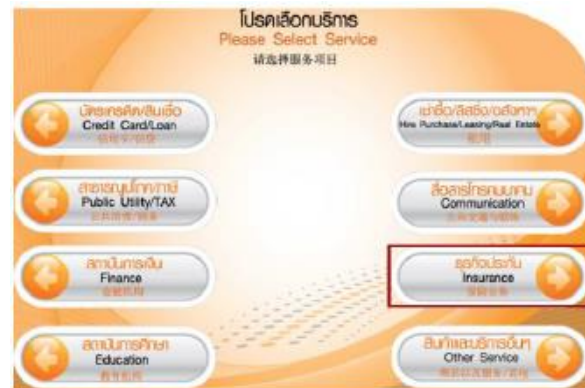 โปรดเลือกบริการ
Please Select Service
请选择服务项目
บัตรเครดิต/สินเชื่อ
Credit Card/Loan
เช่าซื้อ/ลิสซิ่ง/อสังหาฯ
Hire Purchase/Leasing/Real Estate
สาธารณูปโภค/ภาษี
Public Utility/TAX
สื่อสารโทรคมนาคม
Communication
สถาบันการเงิน
Finance
ธุรกิจประกัน
Insurance
สถาบันการศึกษา
Education
สินค้าและบริการอื่นๆ
Other Service